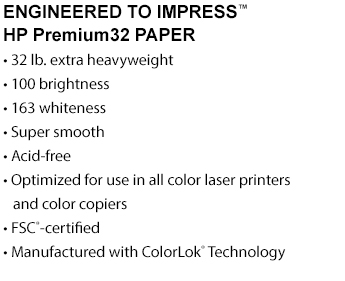 ENGINEERED TO IMPRESS™
HP Premium32 PAPER
• 32 lb. extra heavyweight
• 100 brightness
• 163 whiteness
• Super smooth
• Acid-free
• Optimized for use in all color laser printers
and color copiers
• FSC®-certified
• Manufactured with ColorLok® Technology